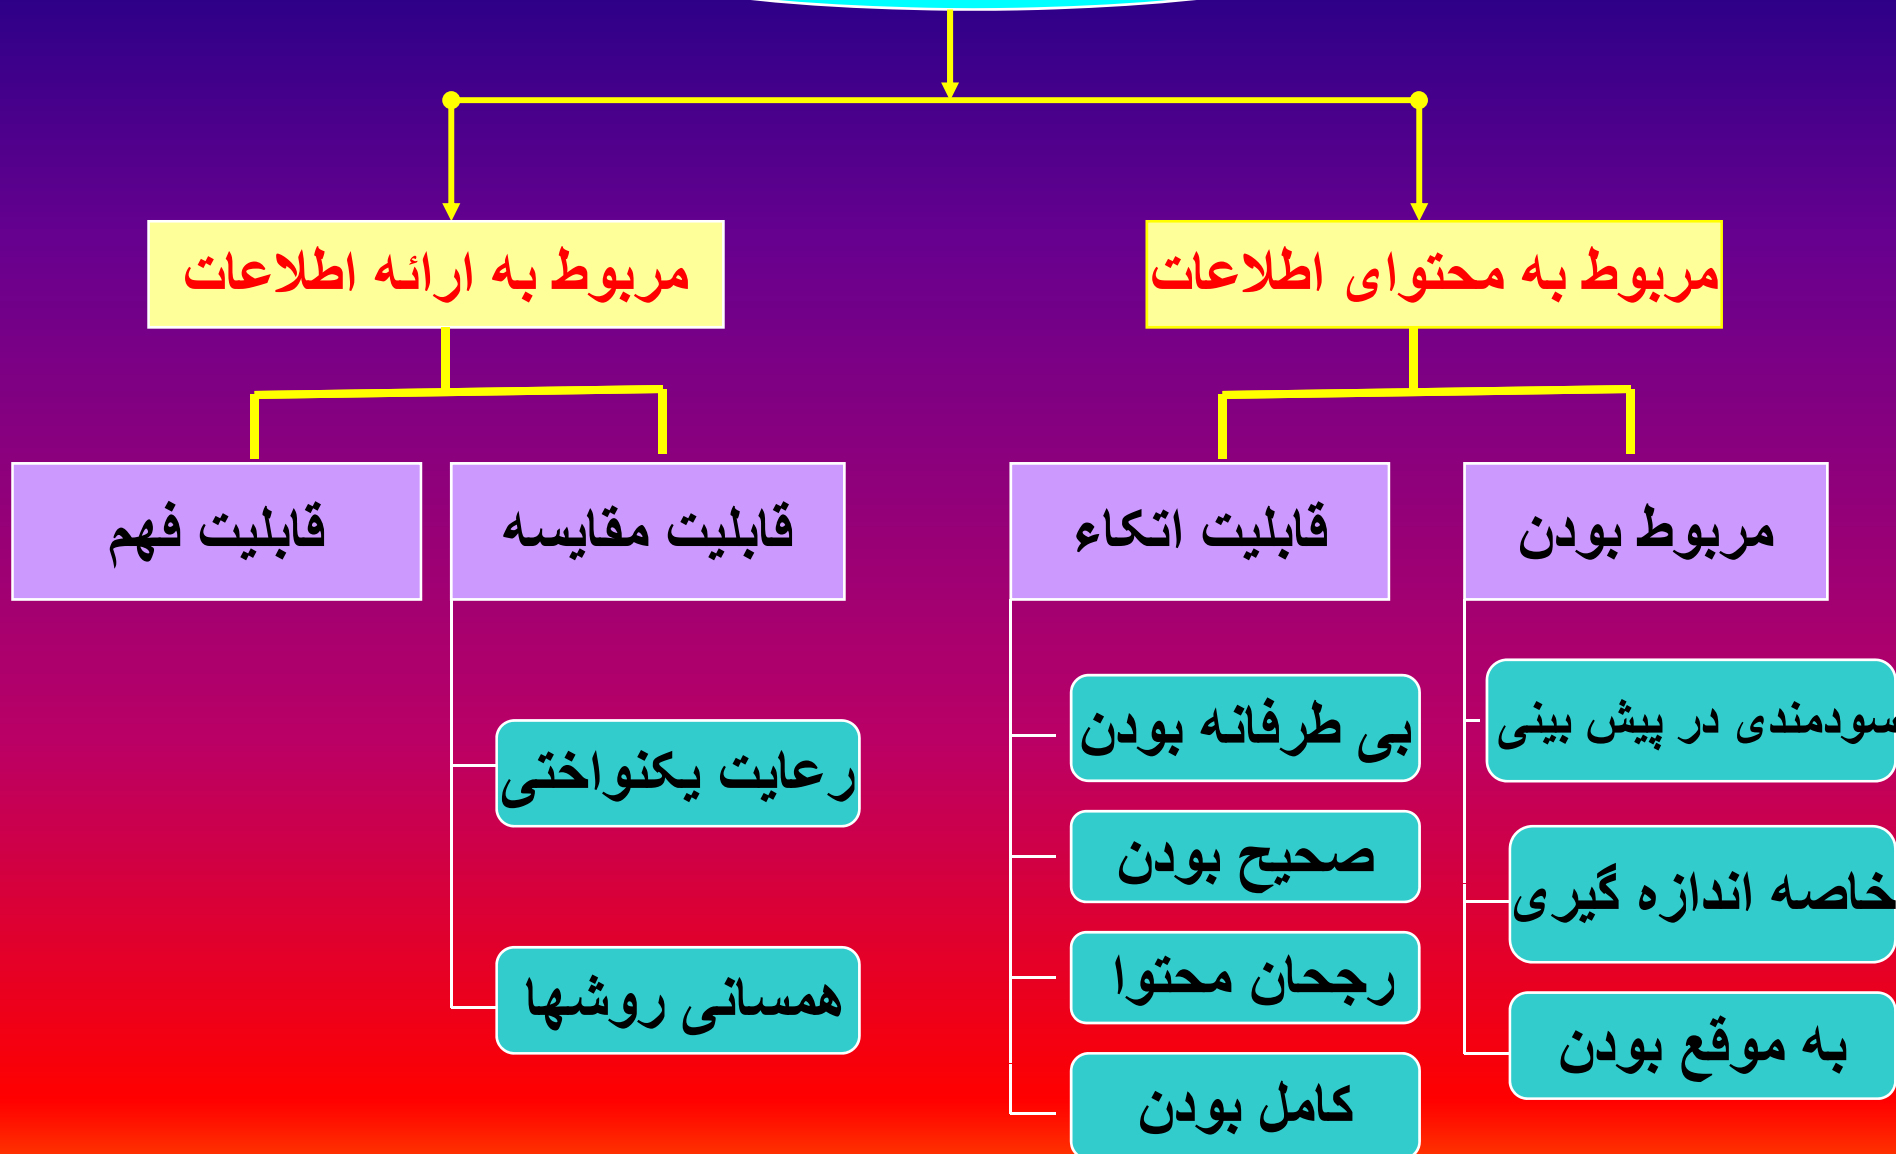 مربوط به محتوای اطلاعات
مربوط به ارائه اطلاعات
مربوط بودن
قابلیت اتکاء
قابلیت مقایسه
قابلیت فهم
سودمندی در پیش بینی
خاصه اندازه گیری
به موقع بودن
بی طرفانه بودن
صحیح بودن
رجحان محتوا
کامل بودن
رعایت یکنواختی
همسانی روشها